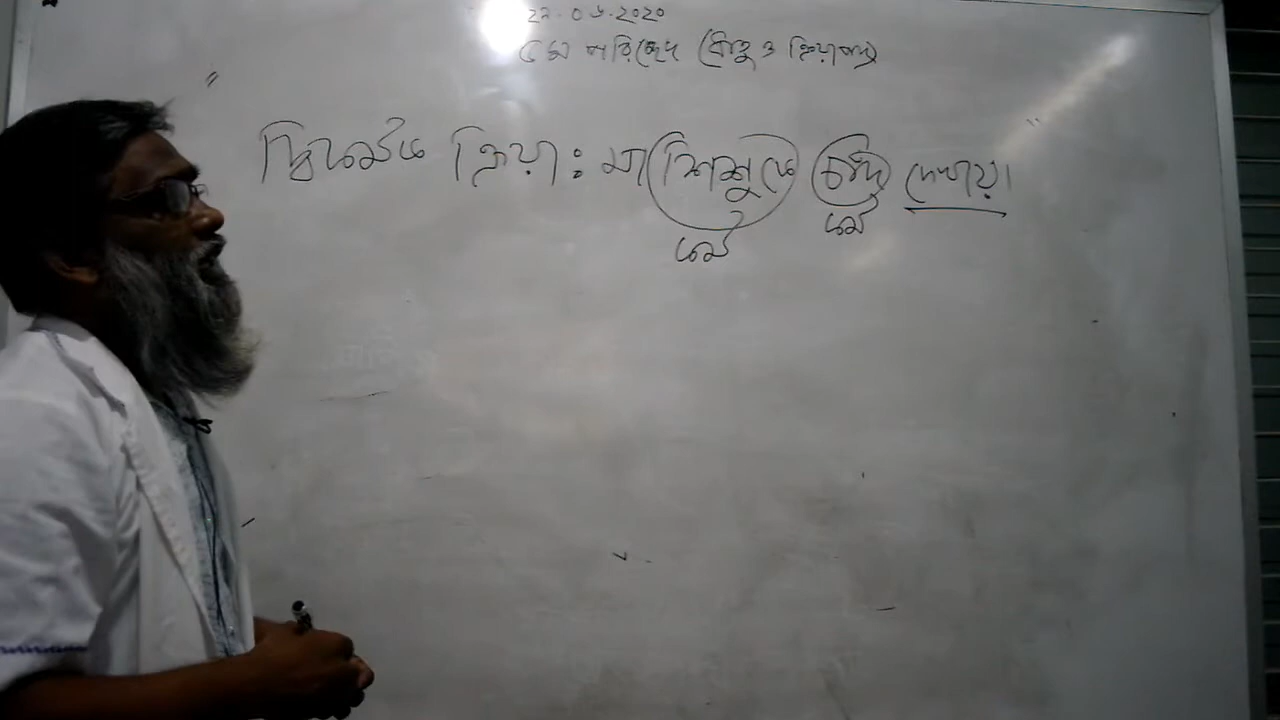 ২২.০৬.২০২০
৫ম পরিচ্ছেদ (ধাতু ও ক্রিয়াপদ)
দ্বিকর্মক ক্রিয়া : মা শিশুকে চাঁদ দেখায়।
কর্ম কর্ম